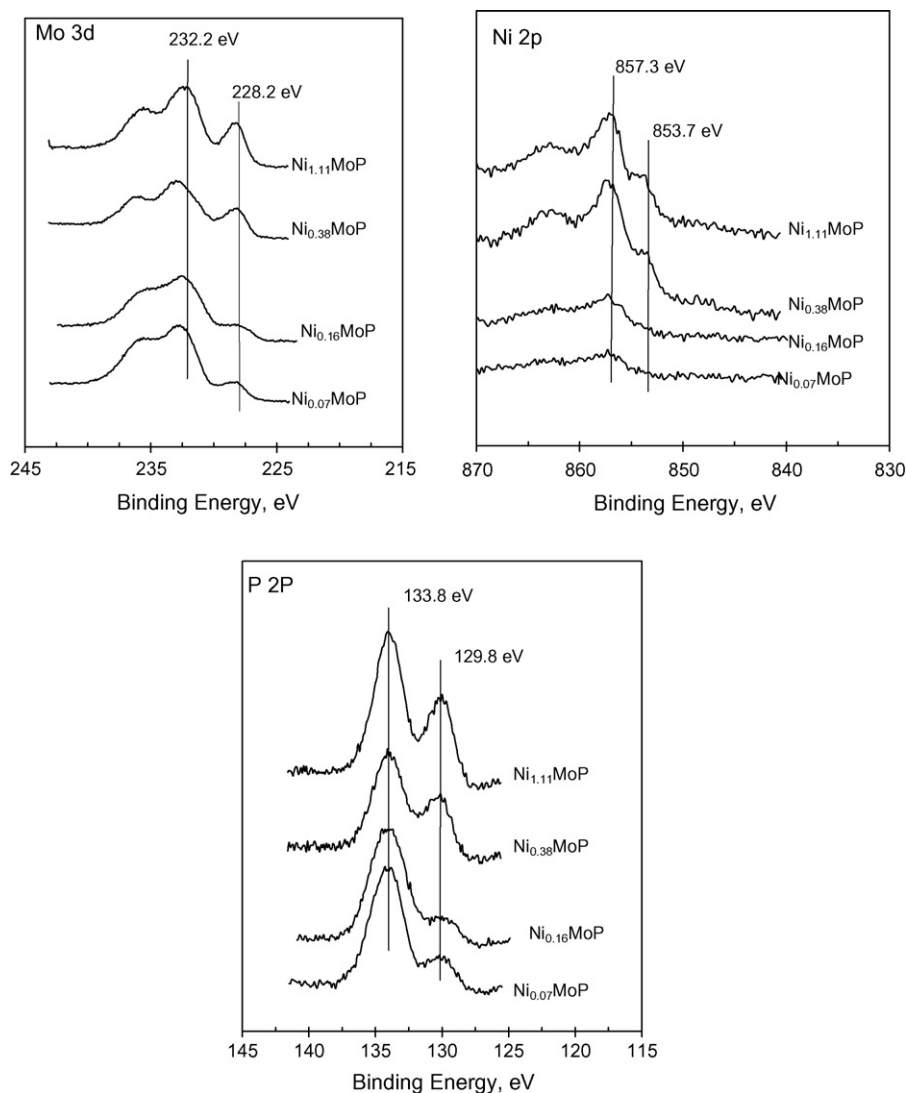 Mo 3d
232.2 eV
228.2 eV
Ni₁.₁₁MoP
Ni₀.₃₈MoP
Ni₀.₁₆MoP
Ni₀.₀₇MoP
245 235 225 215
Binding Energy, eV
Ni 2p
857.3 eV
853.7 eV
Ni₁.₁₁MoP
Ni₀.₃₈MoP
Ni₀.₁₆MoP
Ni₀.₀₇MoP
870 860 850 840 830
Binding Energy, eV
P 2P
133.8 eV
129.8 eV
Ni₁.₁₁MoP
Ni₀.₃₈MoP
Ni₀.₁₆MoP
Ni₀.₀₇MoP
145 140 135 130 125 120 115
Binding Energy, eV